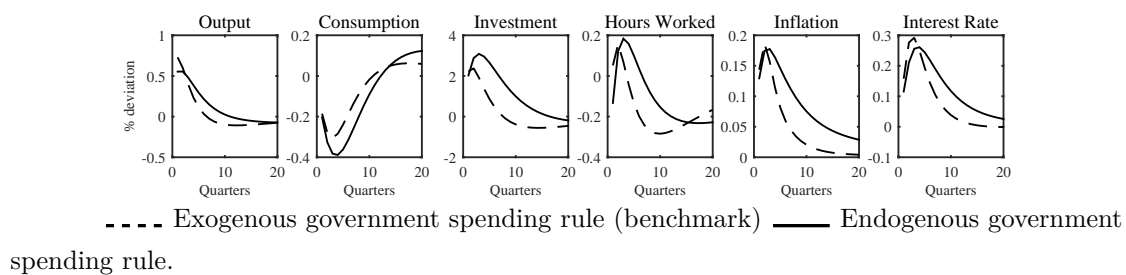 Output Consumption Investment Hours Worked Inflation Interest Rate
% deviation
1 0.5 0 -0.5
0.2 0 -0.2 -0.4
4 2 0 -2
0.2 0 -0.2 -0.4
0.2 0.15 0.1 0.05 0
0.3 0.2 0.1 0 -0.1
0 10 20 0 10 20 0 10 20 0 10 20 0 10 20 0 10 20
Quarters Quarters Quarters Quarters Quarters Quarters
Exogenous government spending rule (benchmark) Endogenous government
spending rule.